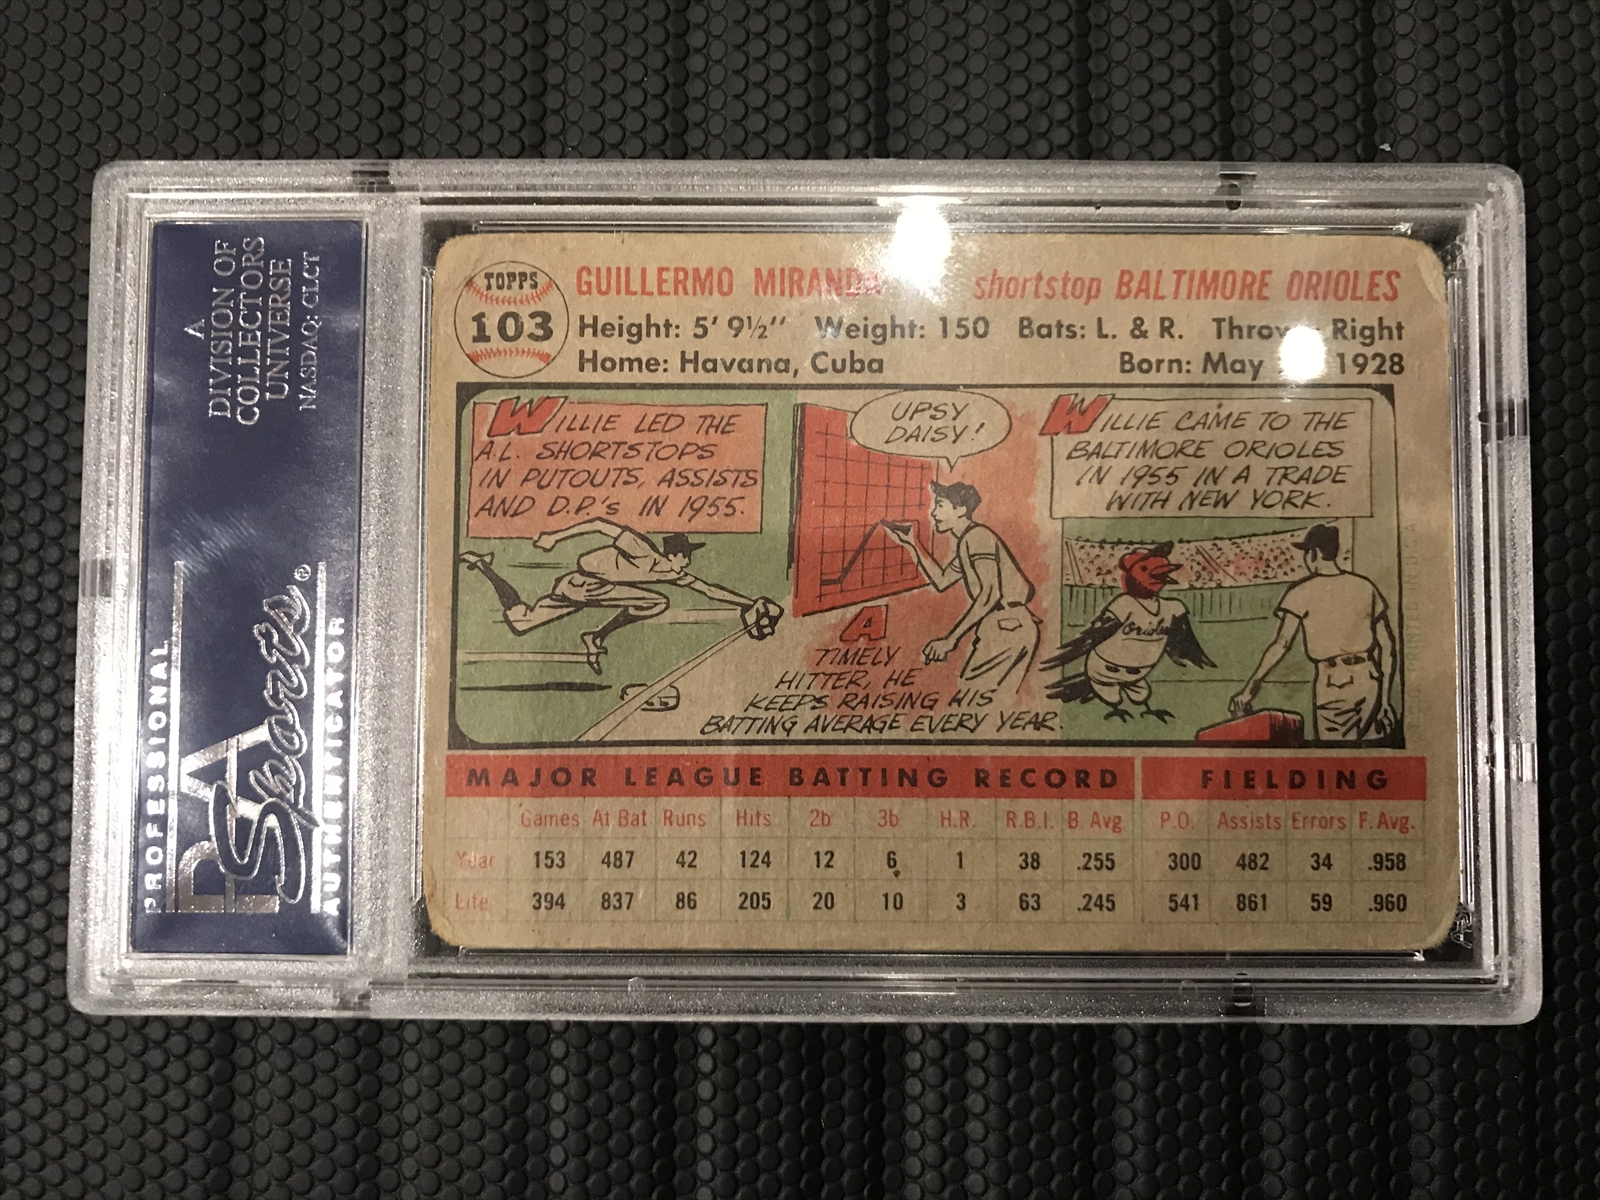 A
DIVISION OF
COLLECTORS
UNIVERSE
NASDAQ: CLCT
PROFESSIONAL
PSA
Sports®
AUTHENTICATOR
TOPPS
103
GUILLERMO MIRANDA shortstop BALTIMORE ORIOLES
Height: 5' 9½" Weight: 150 Bats: L. & R. Throws: Right
Home: Havana, Cuba Born: May 1928
WILLIE LED THE
A.L. SHORTSTOPS
IN PUTOUTS, ASSISTS
AND D.P.'s IN 1955.
UPSY
DAISY!
A
TIMELY
HITTER, HE
KEEPS RAISING HIS
BATTING AVERAGE EVERY YEAR.
WILLIE CAME TO THE
BALTIMORE ORIOLES
IN 1955 IN A TRADE
WITH NEW YORK.
Orioles
MAJOR LEAGUE BATTING RECORD FIELDING
Games At Bat Runs Hits 2b 3b H.R. R.B.I. B. Avg P.O. Assists Errors F. Avg.
Year 153 487 42 124 12 6 1 38 .255 300 482 34 .958
Life 394 837 86 205 20 10 3 63 .245 541 861 59 .960